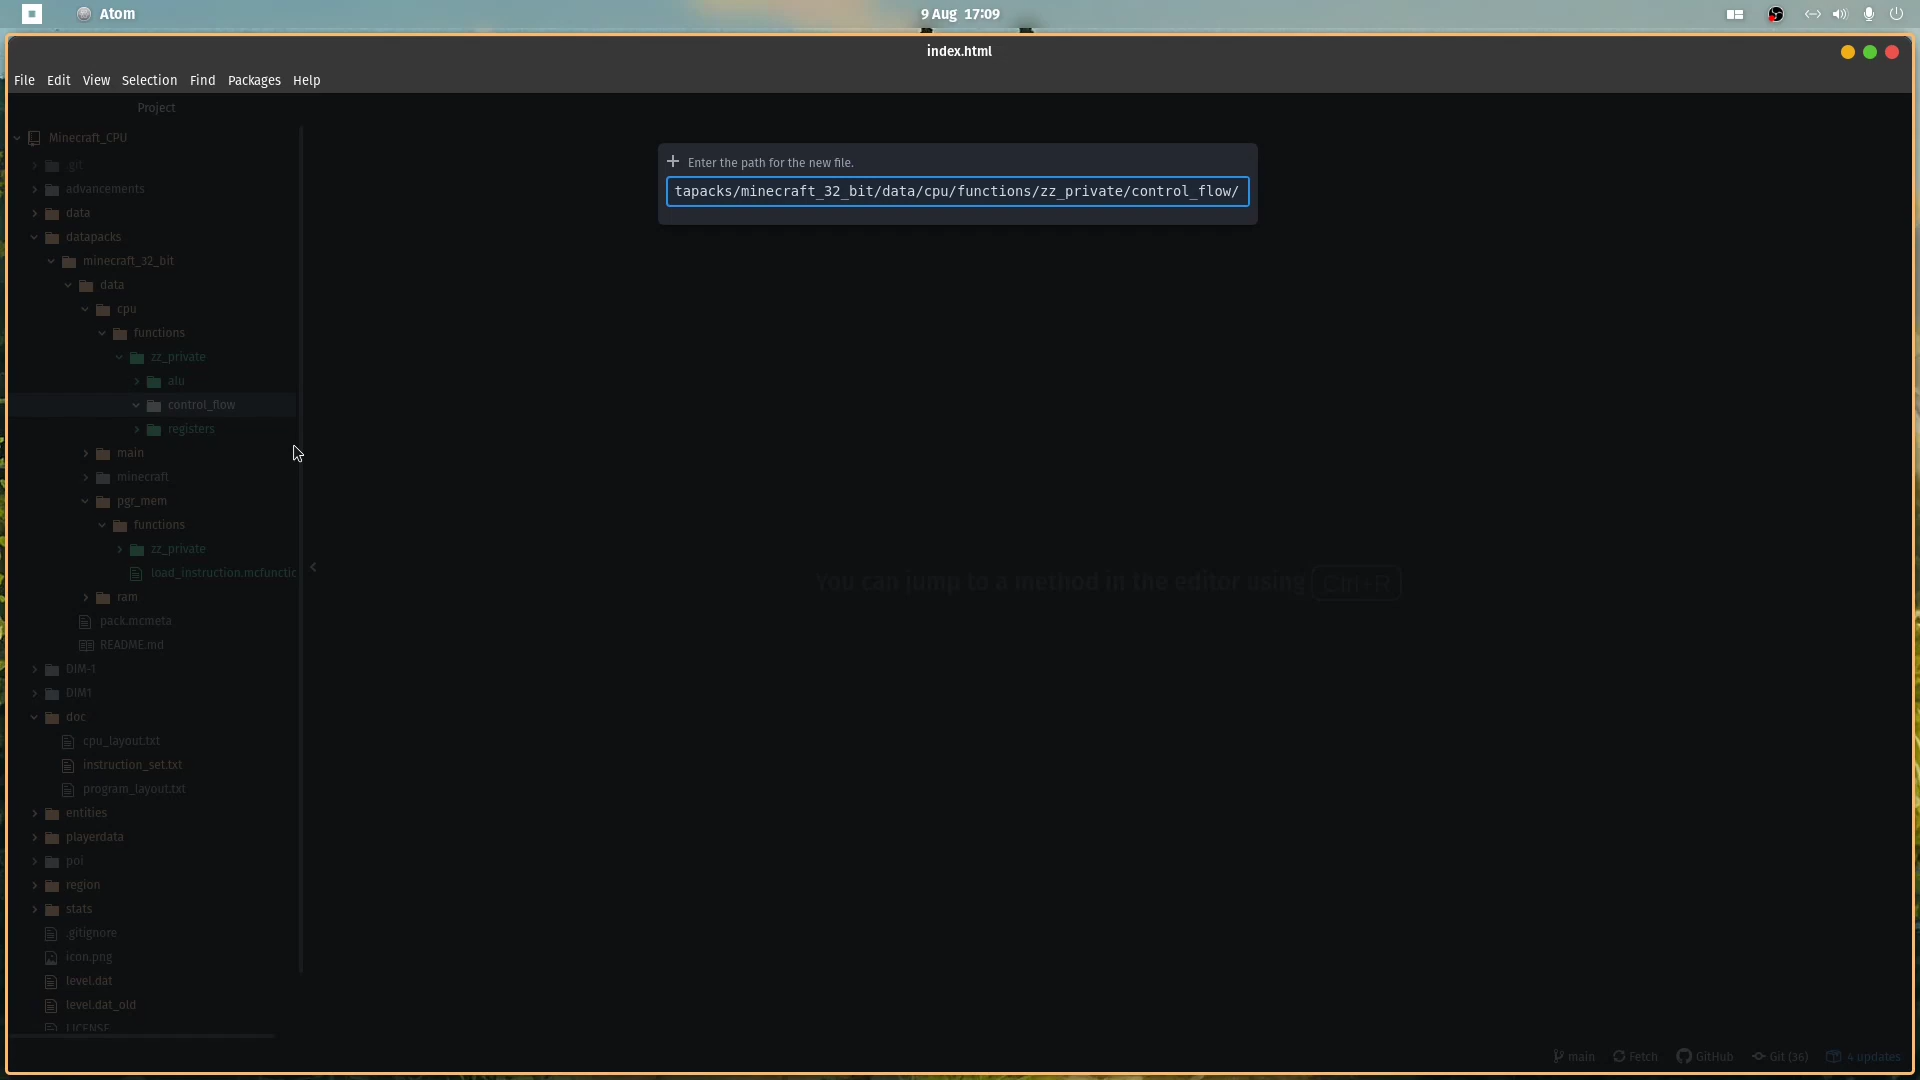 Atom
9 Aug 17:09
index.html
File Edit View Selection Find Packages Help
Project
Minecraft_CPU
.git
advancements
data
datapacks
minecraft_32_bit
data
cpu
functions
zz_private
alu
control_flow
registers
main
minecraft
pgr_mem
functions
zz_private
load_instruction.mcfunctic
ram
pack.mcmeta
README.md
DIM-1
DIM1
doc
cpu_layout.txt
instruction_set.txt
program_layout.txt
entities
playerdata
poi
region
stats
.gitignore
icon.png
level.dat
level.dat_old
LICENSE
Enter the path for the new file.
tapacks/minecraft_32_bit/data/cpu/functions/zz_private/control_flow/
You can jump to a method in the editor using Ctrl+R
main Fetch GitHub Git (36) 4 updates